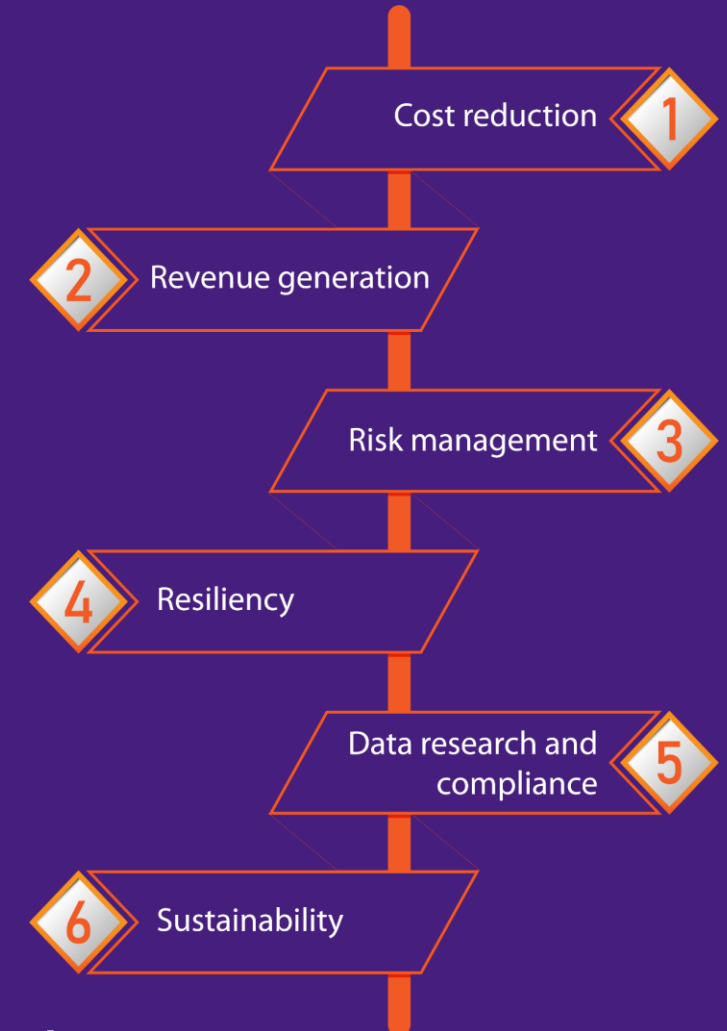 Cost reduction
1
2
Revenue generation
Risk management
3
4
Resiliency
Data research and
compliance
5
6
Sustainability